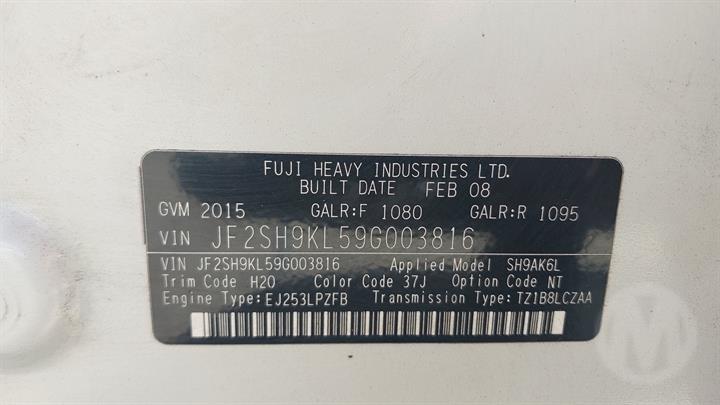 FUJI HEAVY INDUSTRIES LTD.
BUILT DATE FEB 08
GVM 2015 GALR:F 1080 GALR:R 1095
VIN JF2SH9KL59G003816
VIN JF2SH9KL59G003816 Applied Model SH9AK6L
Trim Code H20 Color Code 37J Option Code NT
Engine Type:EJ253LPZFB Transmission Type:TZ1B8LCZAA
M